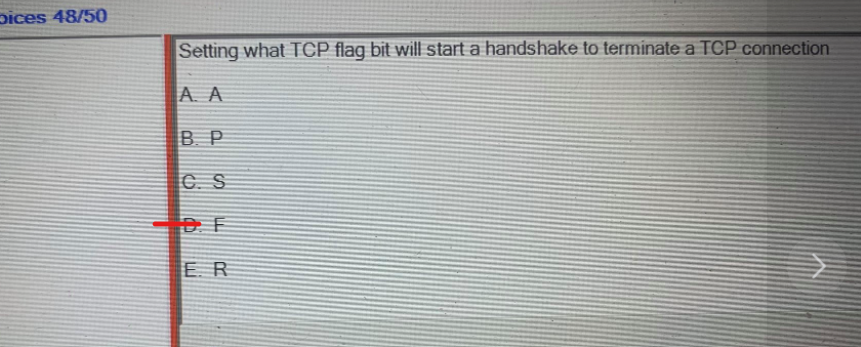 oices 48/50
Setting what TCP flag bit will start a handshake to terminate a TCP connection
A. A
B. P
C. S
D. F
E. R